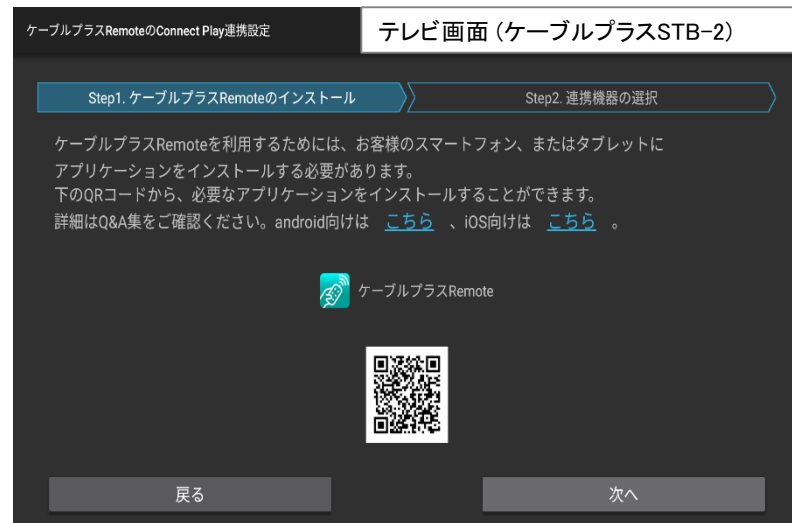 ケーブルプラスRemoteのConnect Play連携設定
テレビ画面（ケーブルプラスSTB-2）
Step1. ケーブルプラスRemoteのインストール
Step2. 連携機器の選択
ケーブルプラスRemoteを利用するためには、お客様のスマートフォン、またはタブレットに
アプリケーションをインストールする必要があります。
下のQRコードから、必要なアプリケーションをインストールすることができます。
詳細はQ&A集をご確認ください。android向けは こちら 、iOS向けは こちら 。
ケーブルプラスRemote
戻る
次へ